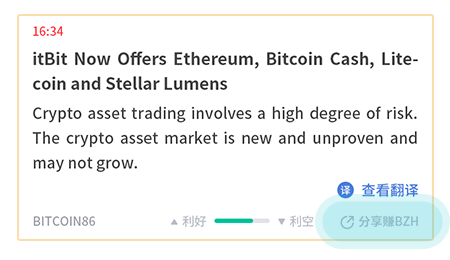 16:34
itBit Now Offers Ethereum, Bitcoin Cash, Lite-
coin and Stellar Lumens
Crypto asset trading involves a high degree of risk.
The crypto asset market is new and unproven and
may not grow.
译 查看翻译
BITCOIN86 ▲ 利好 ▼ 利空 分享赚BZH